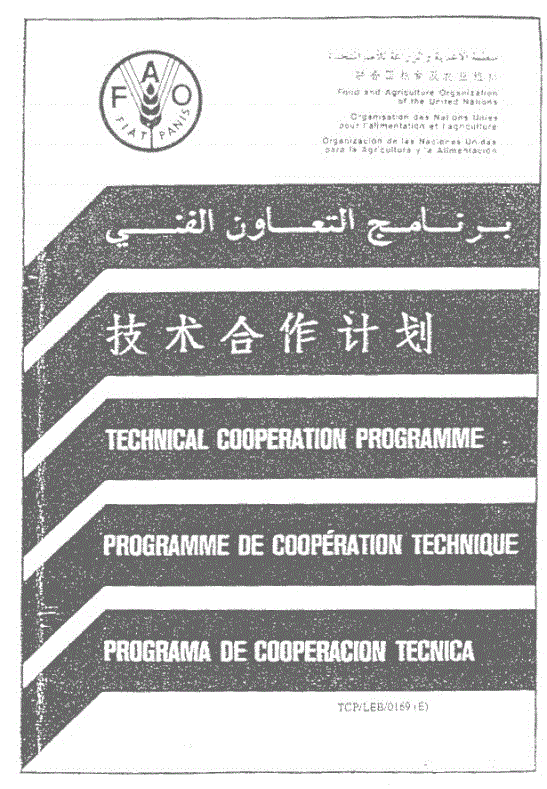 FAO
FIAT PANIS
منظمة الأغذية والزراعة للأمم المتحدة
联合国粮食及农业组织
Food and Agriculture Organization
of the United Nations
Organisation des Nations Unies
pour l'alimentation et l'agriculture
Organización de las Naciones Unidas
para la Agricultura y la Alimentación
برنامج التعاون الفني
技术合作计划
TECHNICAL COOPERATION PROGRAMME
PROGRAMME DE COOPÉRATION TECHNIQUE
PROGRAMA DE COOPERACION TECNICA
TCP/LEB/0169 (E)